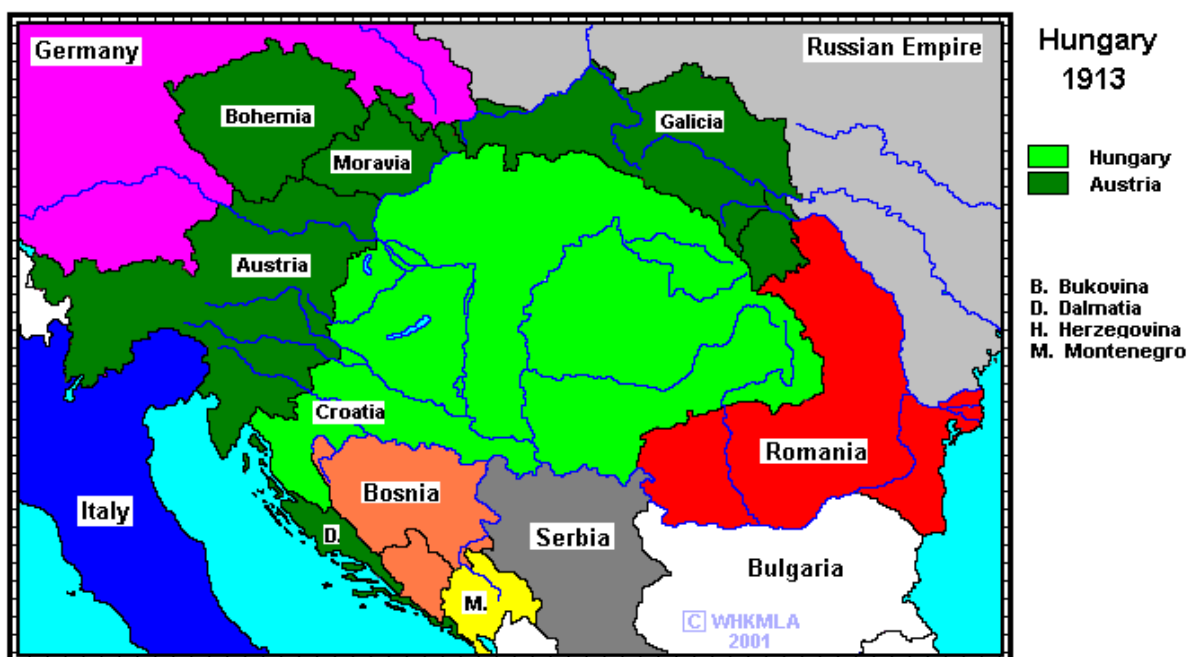 Germany
Russian Empire
Hungary
1913
Bohemia
Galicia
Moravia
Hungary
Austria
Austria
B. Bukovina
D. Dalmatia
H. Herzegovina
M. Montenegro
Croatia
Romania
Bosnia
Italy
D.
Serbia
Bulgaria
M.
C WHKMLA
2001